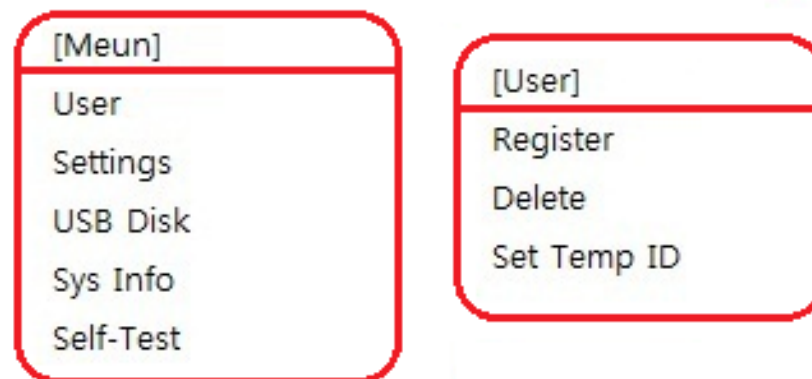 [Meun]
User
Settings
USB Disk
Sys Info
Self-Test
[User]
Register
Delete
Set Temp ID